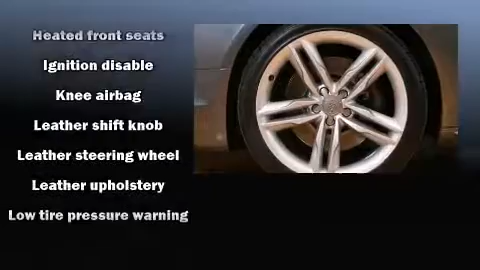 Heated front seats
Ignition disable
Knee airbag
Leather shift knob
Leather steering wheel
Leather upholstery
Low tire pressure warning